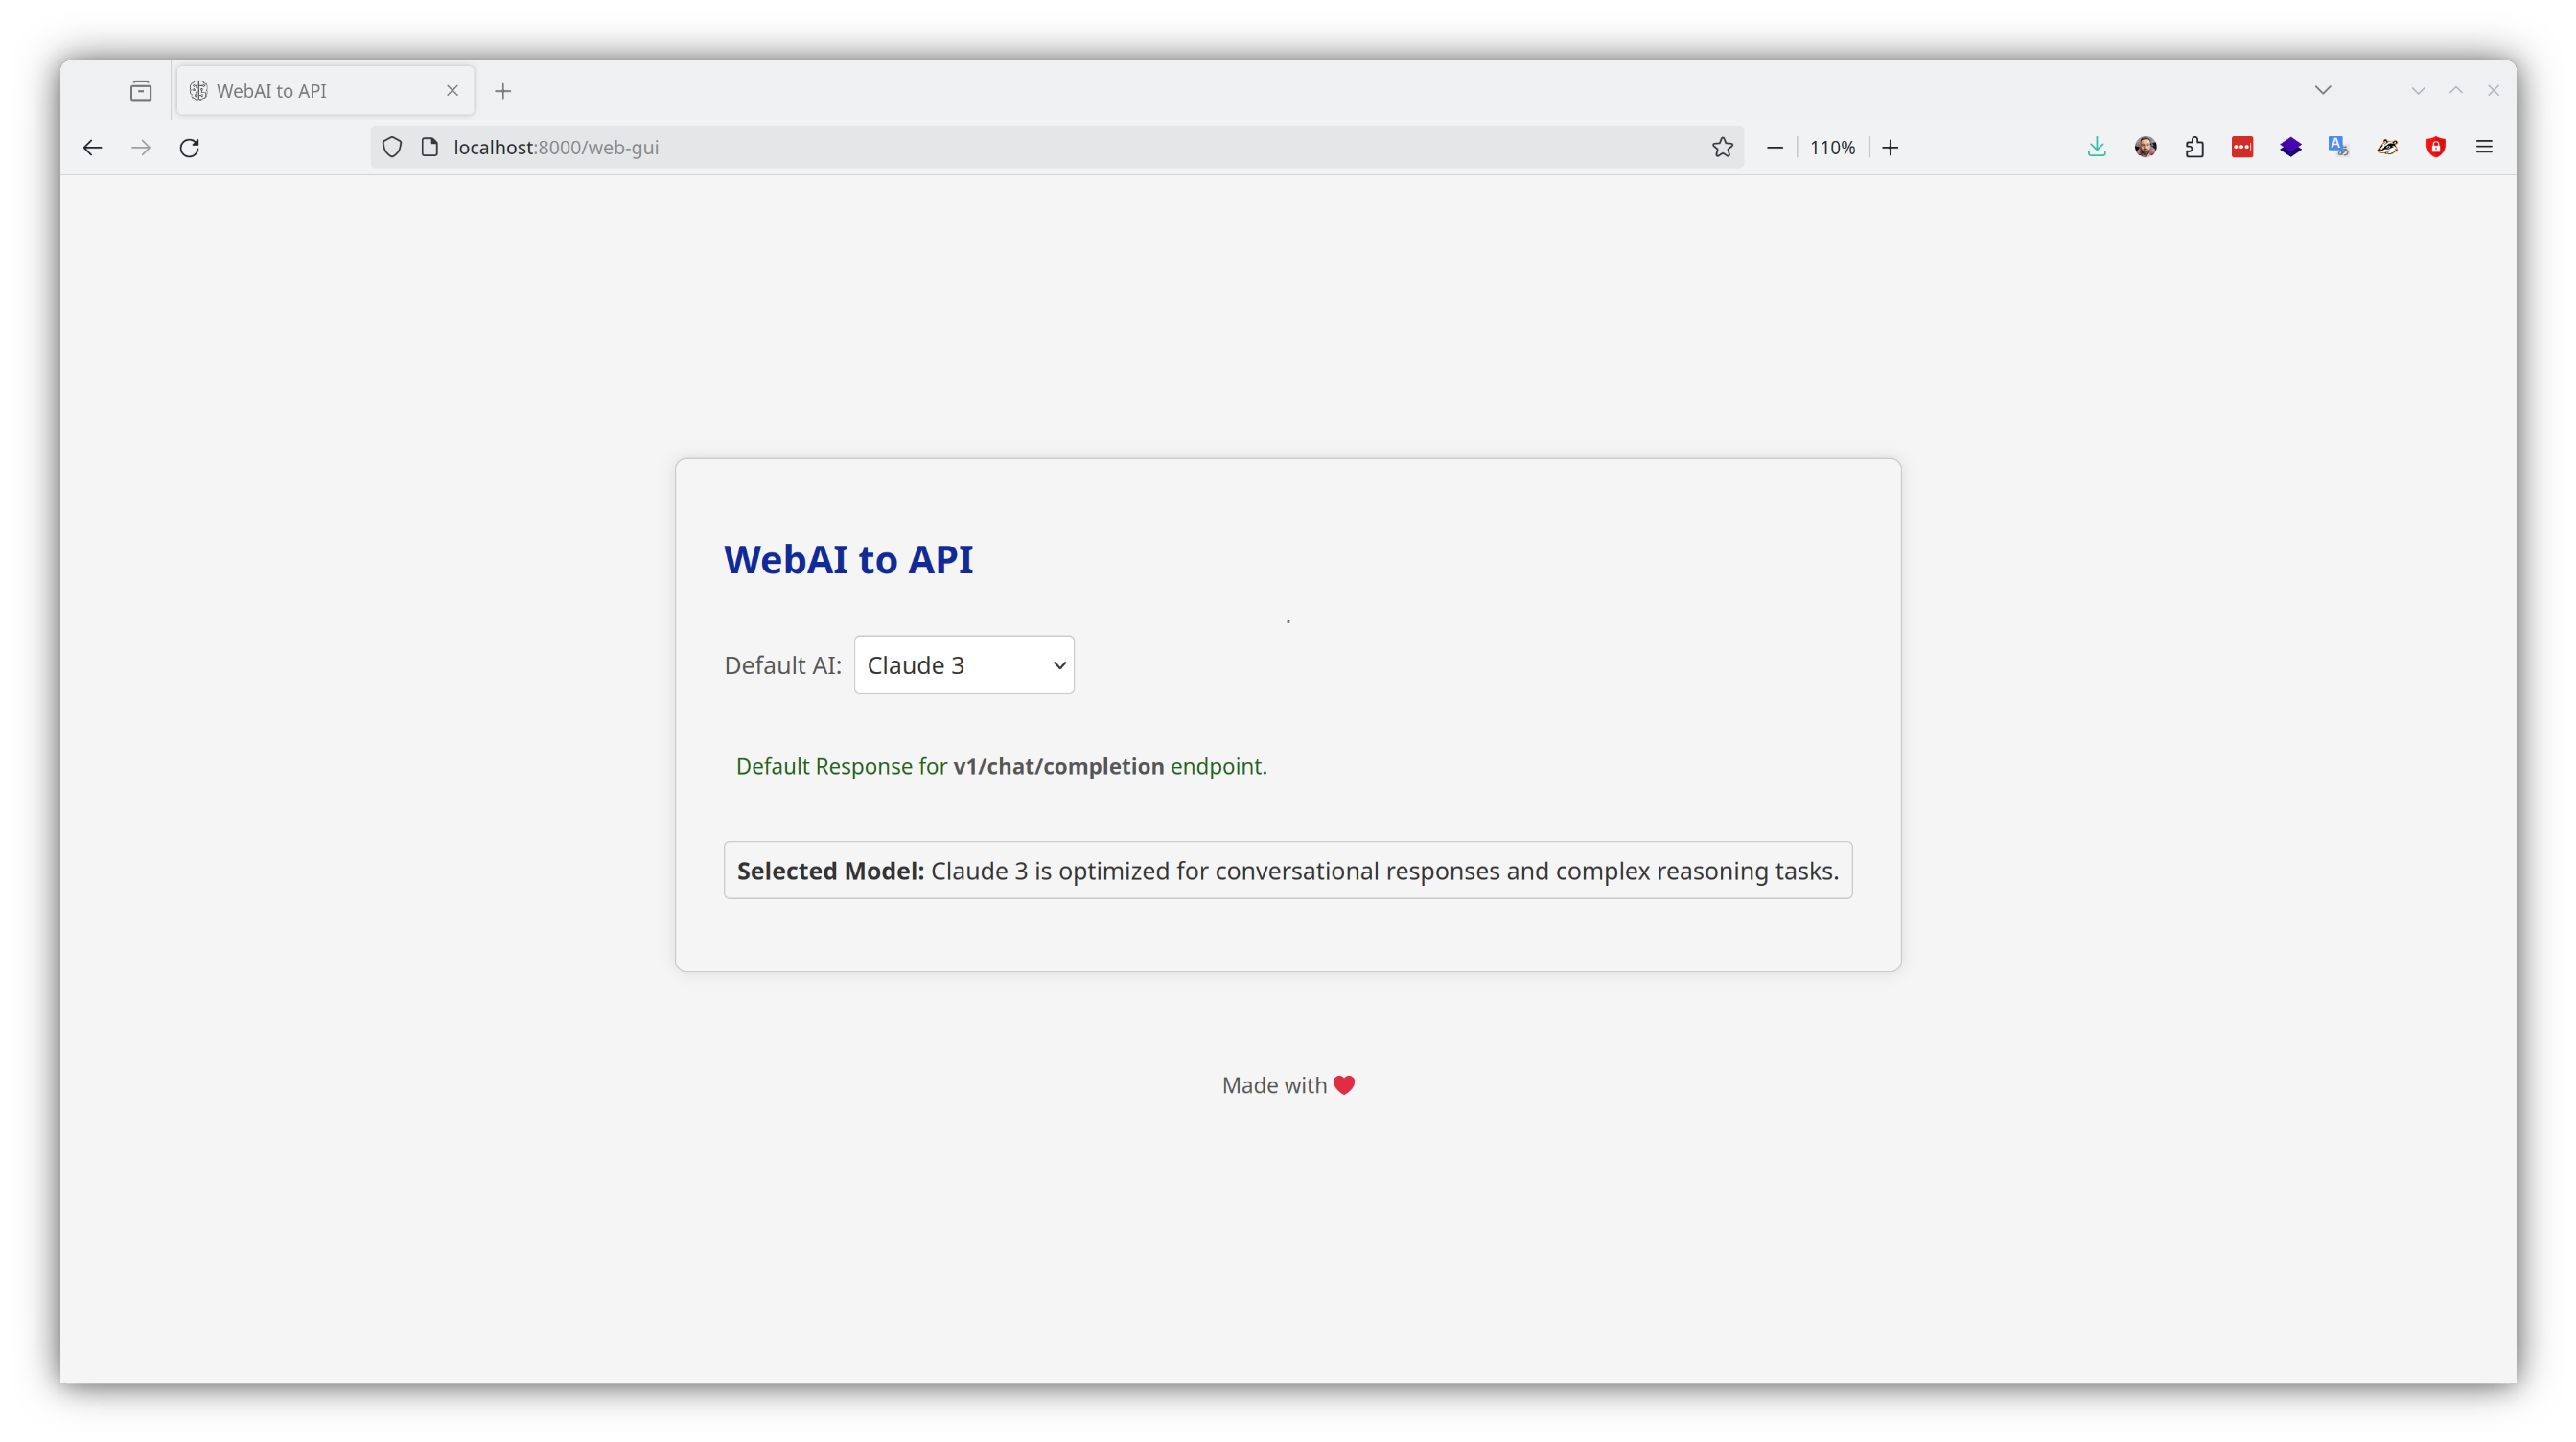 WebAI to API
localhost:8000/web-gui
110%
WebAI to API
.
Default AI: Claude 3
Default Response for v1/chat/completion endpoint.
Selected Model: Claude 3 is optimized for conversational responses and complex reasoning tasks.
Made with ❤